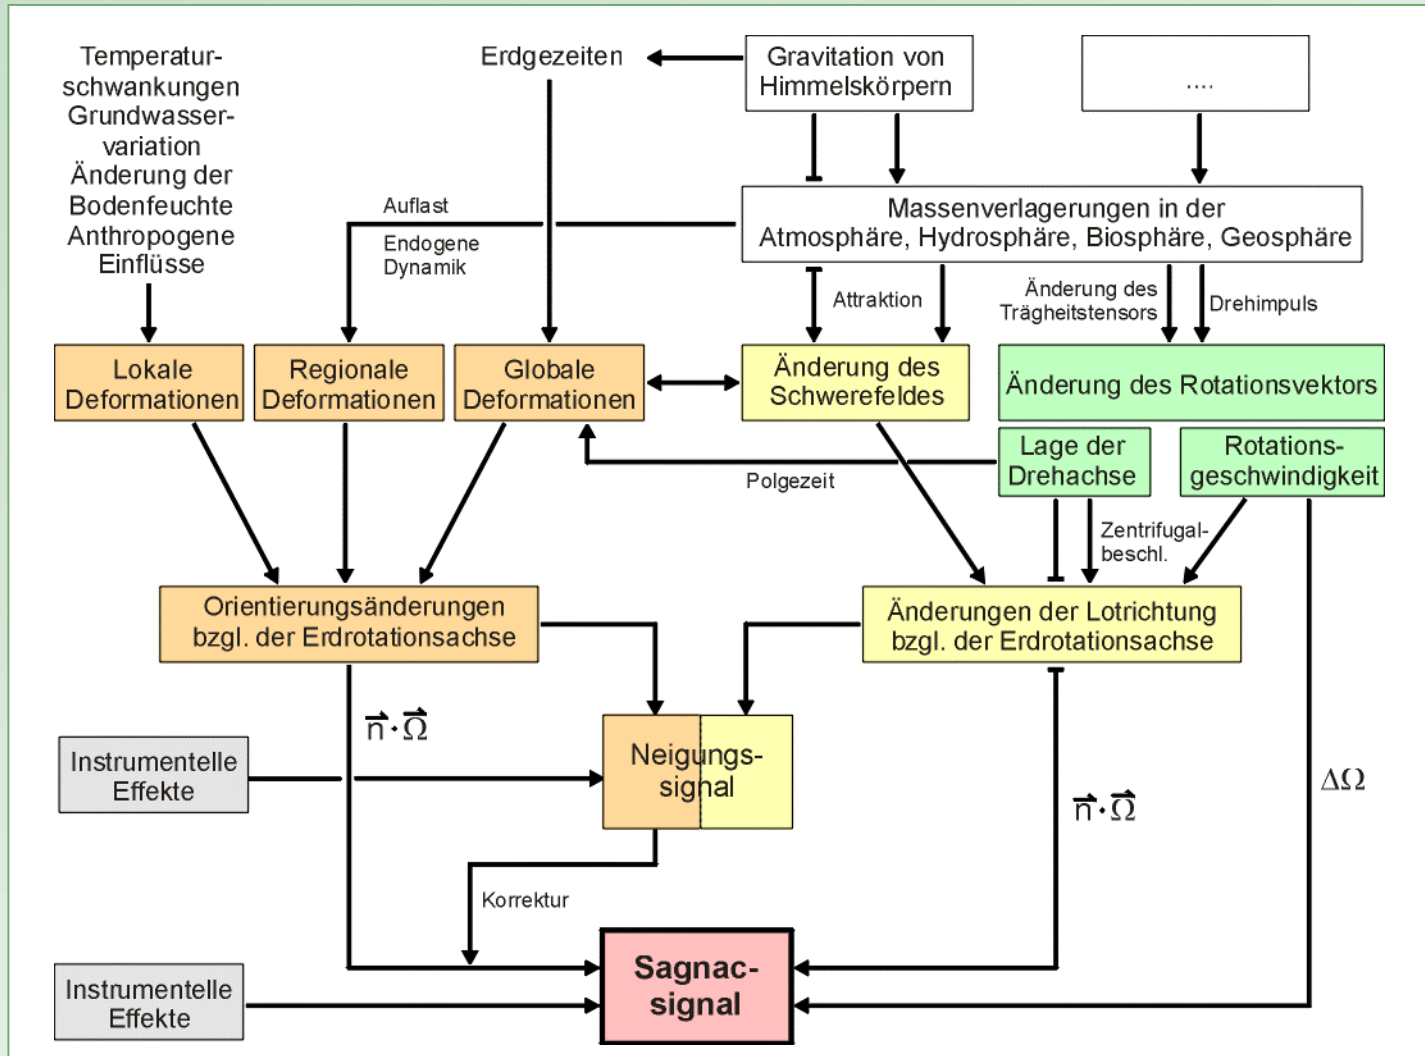 Temperatur-
schwankungen
Grundwasser-
variation
Änderung der
Bodenfeuchte
Anthropogene
Einflüsse
Erdgezeiten
Gravitation von
Himmelskörpern
....
Massenverlagerungen in der
Atmosphäre, Hydrosphäre, Biosphäre, Geosphäre
Auflast
Endogene
Dynamik
Attraktion
Änderung des
Trägheitstensors
Drehimpuls
Lokale
Deformationen
Regionale
Deformationen
Globale
Deformationen
Änderung des
Schwerefeldes
Änderung des Rotationsvektors
Lage der
Drehachse
Rotations-
geschwindigkeit
Polgezeit
Zentrifugal-
beschl.
Orientierungsänderungen
bzgl. der Erdrotationsachse
Änderungen der Lotrichtung
bzgl. der Erdrotationsachse
n⃗·Ω⃗
Instrumentelle
Effekte
Neigungs-
signal
n⃗·Ω⃗
ΔΩ
Korrektur
Instrumentelle
Effekte
Sagnac-
signal